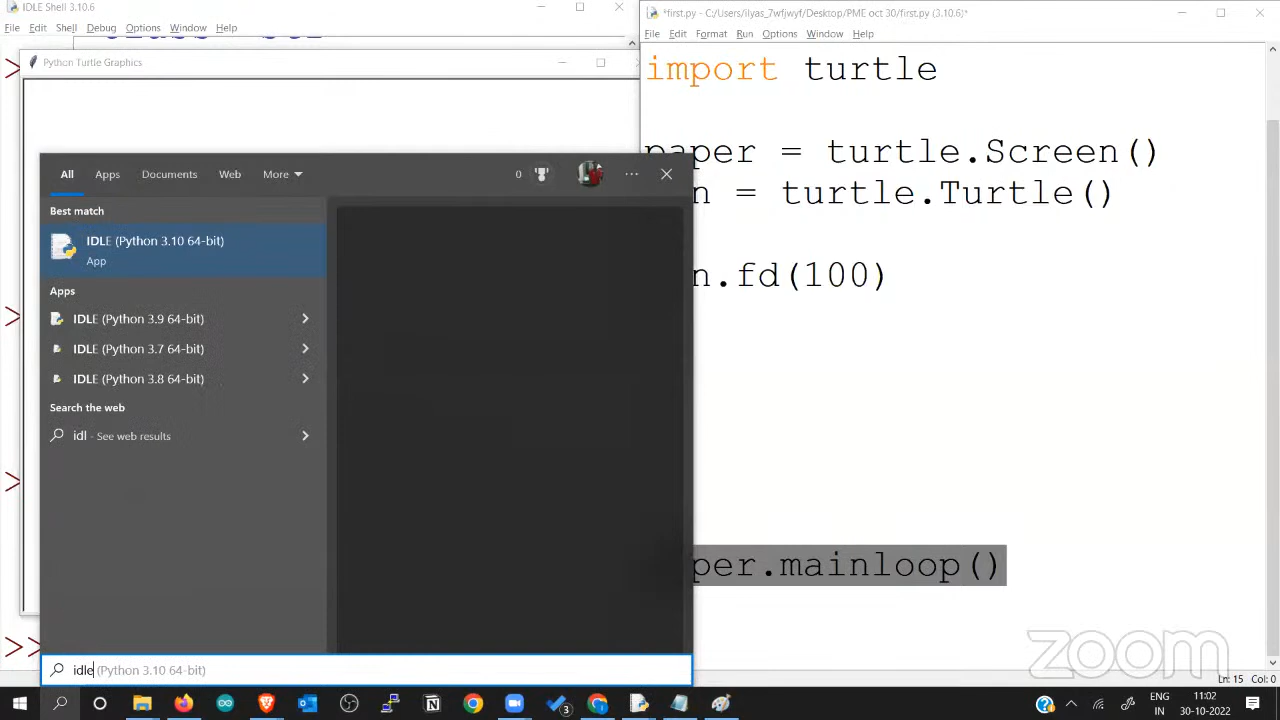 IDLE Shell 3.10.6
File Edit Shell Debug Options Window Help
Python Turtle Graphics
*first.py - C:/Users/ilyas_7wfjwyf/Desktop/PME oct 30/first.py (3.10.6)*
File Edit Format Run Options Window Help
import turtle
paper = turtle.Screen()
n = turtle.Turtle()
n.fd(100)
per.mainloop()
All Apps Documents Web More 0 ...
Best match
IDLE (Python 3.10 64-bit)
App
Apps
IDLE (Python 3.9 64-bit)
IDLE (Python 3.7 64-bit)
IDLE (Python 3.8 64-bit)
Search the web
idl - See web results
idle (Python 3.10 64-bit)
zoom
Ln: 15 Col: 0
ENG
IN
11:02
30-10-2022